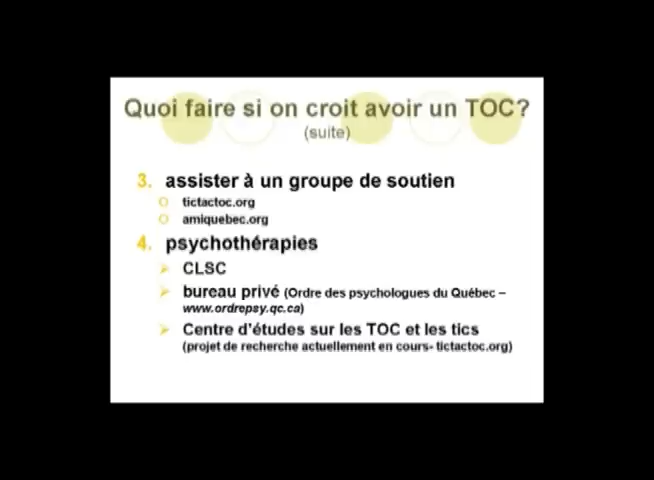 Quoi faire si on croit avoir un TOC?
(suite)
3. assister à un groupe de soutien
tictactoc.org
amiquebec.org
4. psychothérapies
CLSC
bureau privé (Ordre des psychologues du Québec –
www.ordrepsy.qc.ca)
Centre d'études sur les TOC et les tics
(projet de recherche actuellement en cours- tictactoc.org)